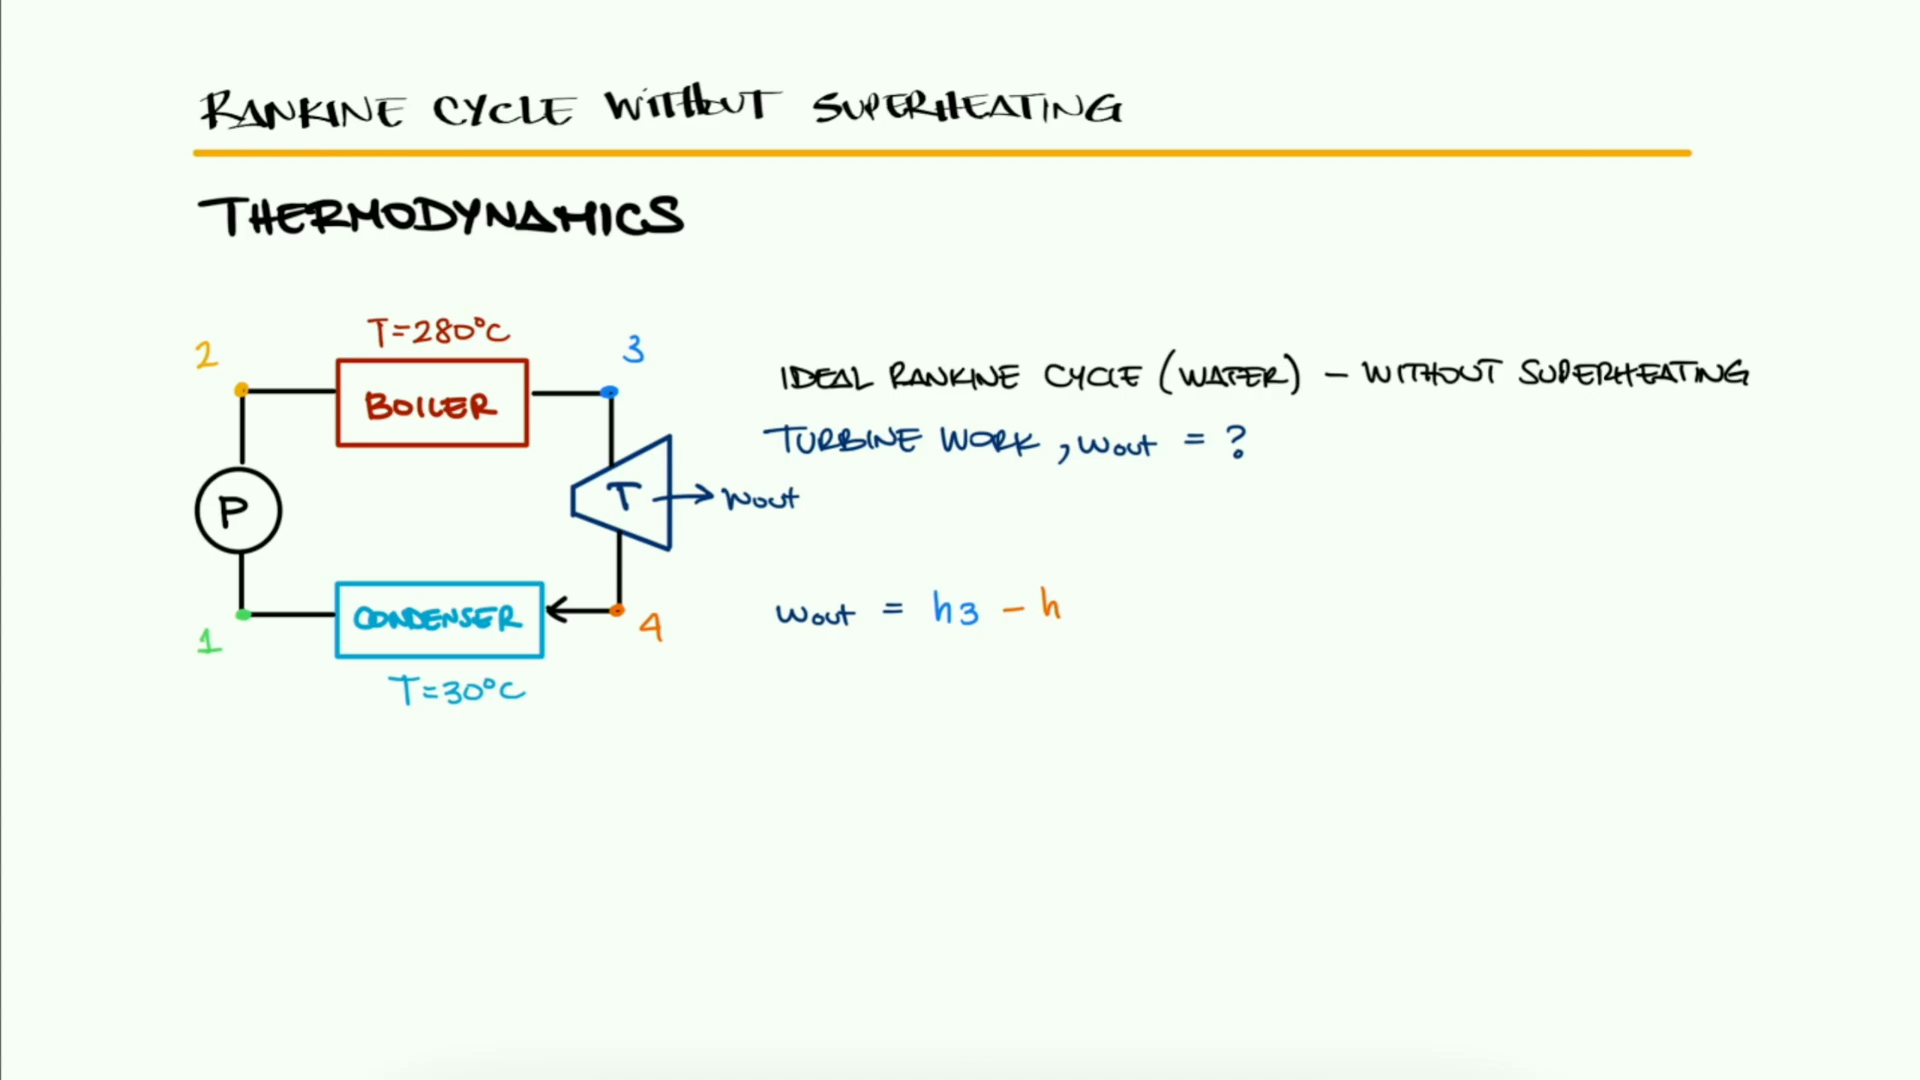 RANKINE CYCLE WITHOUT SUPERHEATING
THERMODYNAMICS
T=280°C
2
3
BOILER
IDEAL RANKINE CYCLE (WATER) - WITHOUT SUPERHEATING
TURBINE WORK, wout = ?
P
T → wout
CONDENSER
1
4
wout = h3 - h
T=30°C